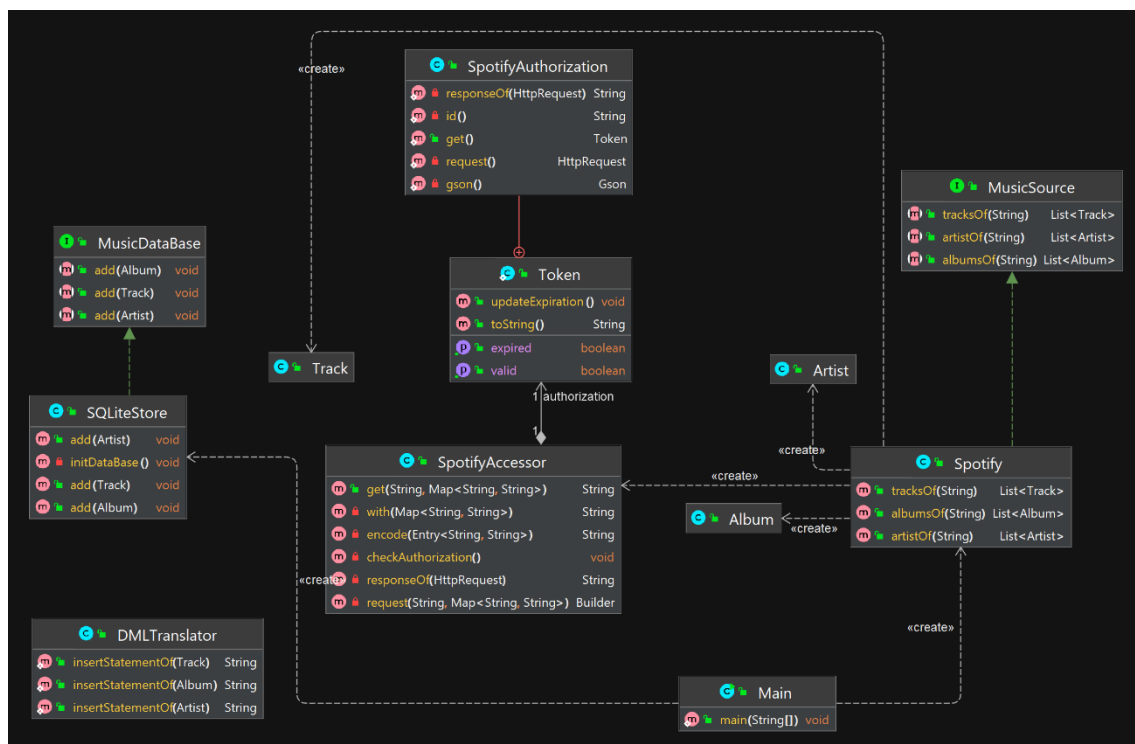 «create»
SpotifyAuthorization
responseOf(HttpRequest) String
id() String
get() Token
request() HttpRequest
gson() Gson
MusicSource
tracksOf(String) List<Track>
artistOf(String) List<Artist>
albumsOf(String) List<Album>
MusicDataBase
add(Album) void
add(Track) void
add(Artist) void
Token
updateExpiration() void
toString() String
expired boolean
valid boolean
Track
Artist
1 authorization
1
SQLiteStore
add(Artist) void
initDataBase() void
add(Track) void
add(Album) void
SpotifyAccessor
get(String, Map<String, String>) String
with(Map<String, String>) String
encode(Entry<String, String>) String
checkAuthorization() void
responseOf(HttpRequest) String
request(String, Map<String, String>) Builder
«create»
«create»
«create»
Album
«create»
Spotify
tracksOf(String) List<Track>
albumsOf(String) List<Album>
artistOf(String) List<Artist>
«create»
DMLTranslator
insertStatementOf(Track) String
insertStatementOf(Album) String
insertStatementOf(Artist) String
Main
main(String[]) void